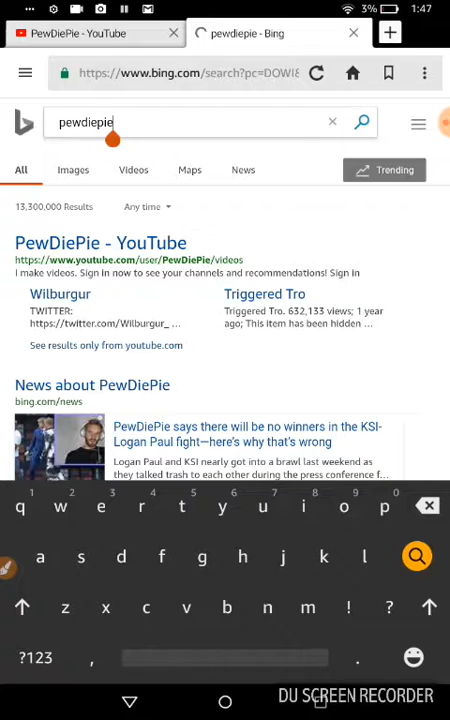 3% 1:47
PewDiePie - YouTube
pewdiepie - Bing
https://www.bing.com/search?pc=DOWI&
pewdiepie
All Images Videos Maps News Trending
13,300,000 Results Any time
PewDiePie - YouTube
https://www.youtube.com/user/PewDiePie/videos
I make videos. Sign in now to see your channels and recommendations! Sign in
Wilburgur
TWITTER:
https://twitter.com/Wilburgur_ ...
Triggered Tro
Triggered Tro. 632,133 views; 1 year
ago; This item has been hidden ...
See results only from youtube.com
News about PewDiePie
bing.com/news
PewDiePie says there will be no winners in the KSI-
Logan Paul fight—here's why that's wrong
Logan Paul and KSI nearly got into a brawl last weekend as
they talked trash to each other during the press conference f...
1 2 3 4 5 6 7 8 9 0
q w e r t y u i o p
a s d f g h j k l
z x c v b n m ! ?
?123 , .
DU SCREEN RECORDER